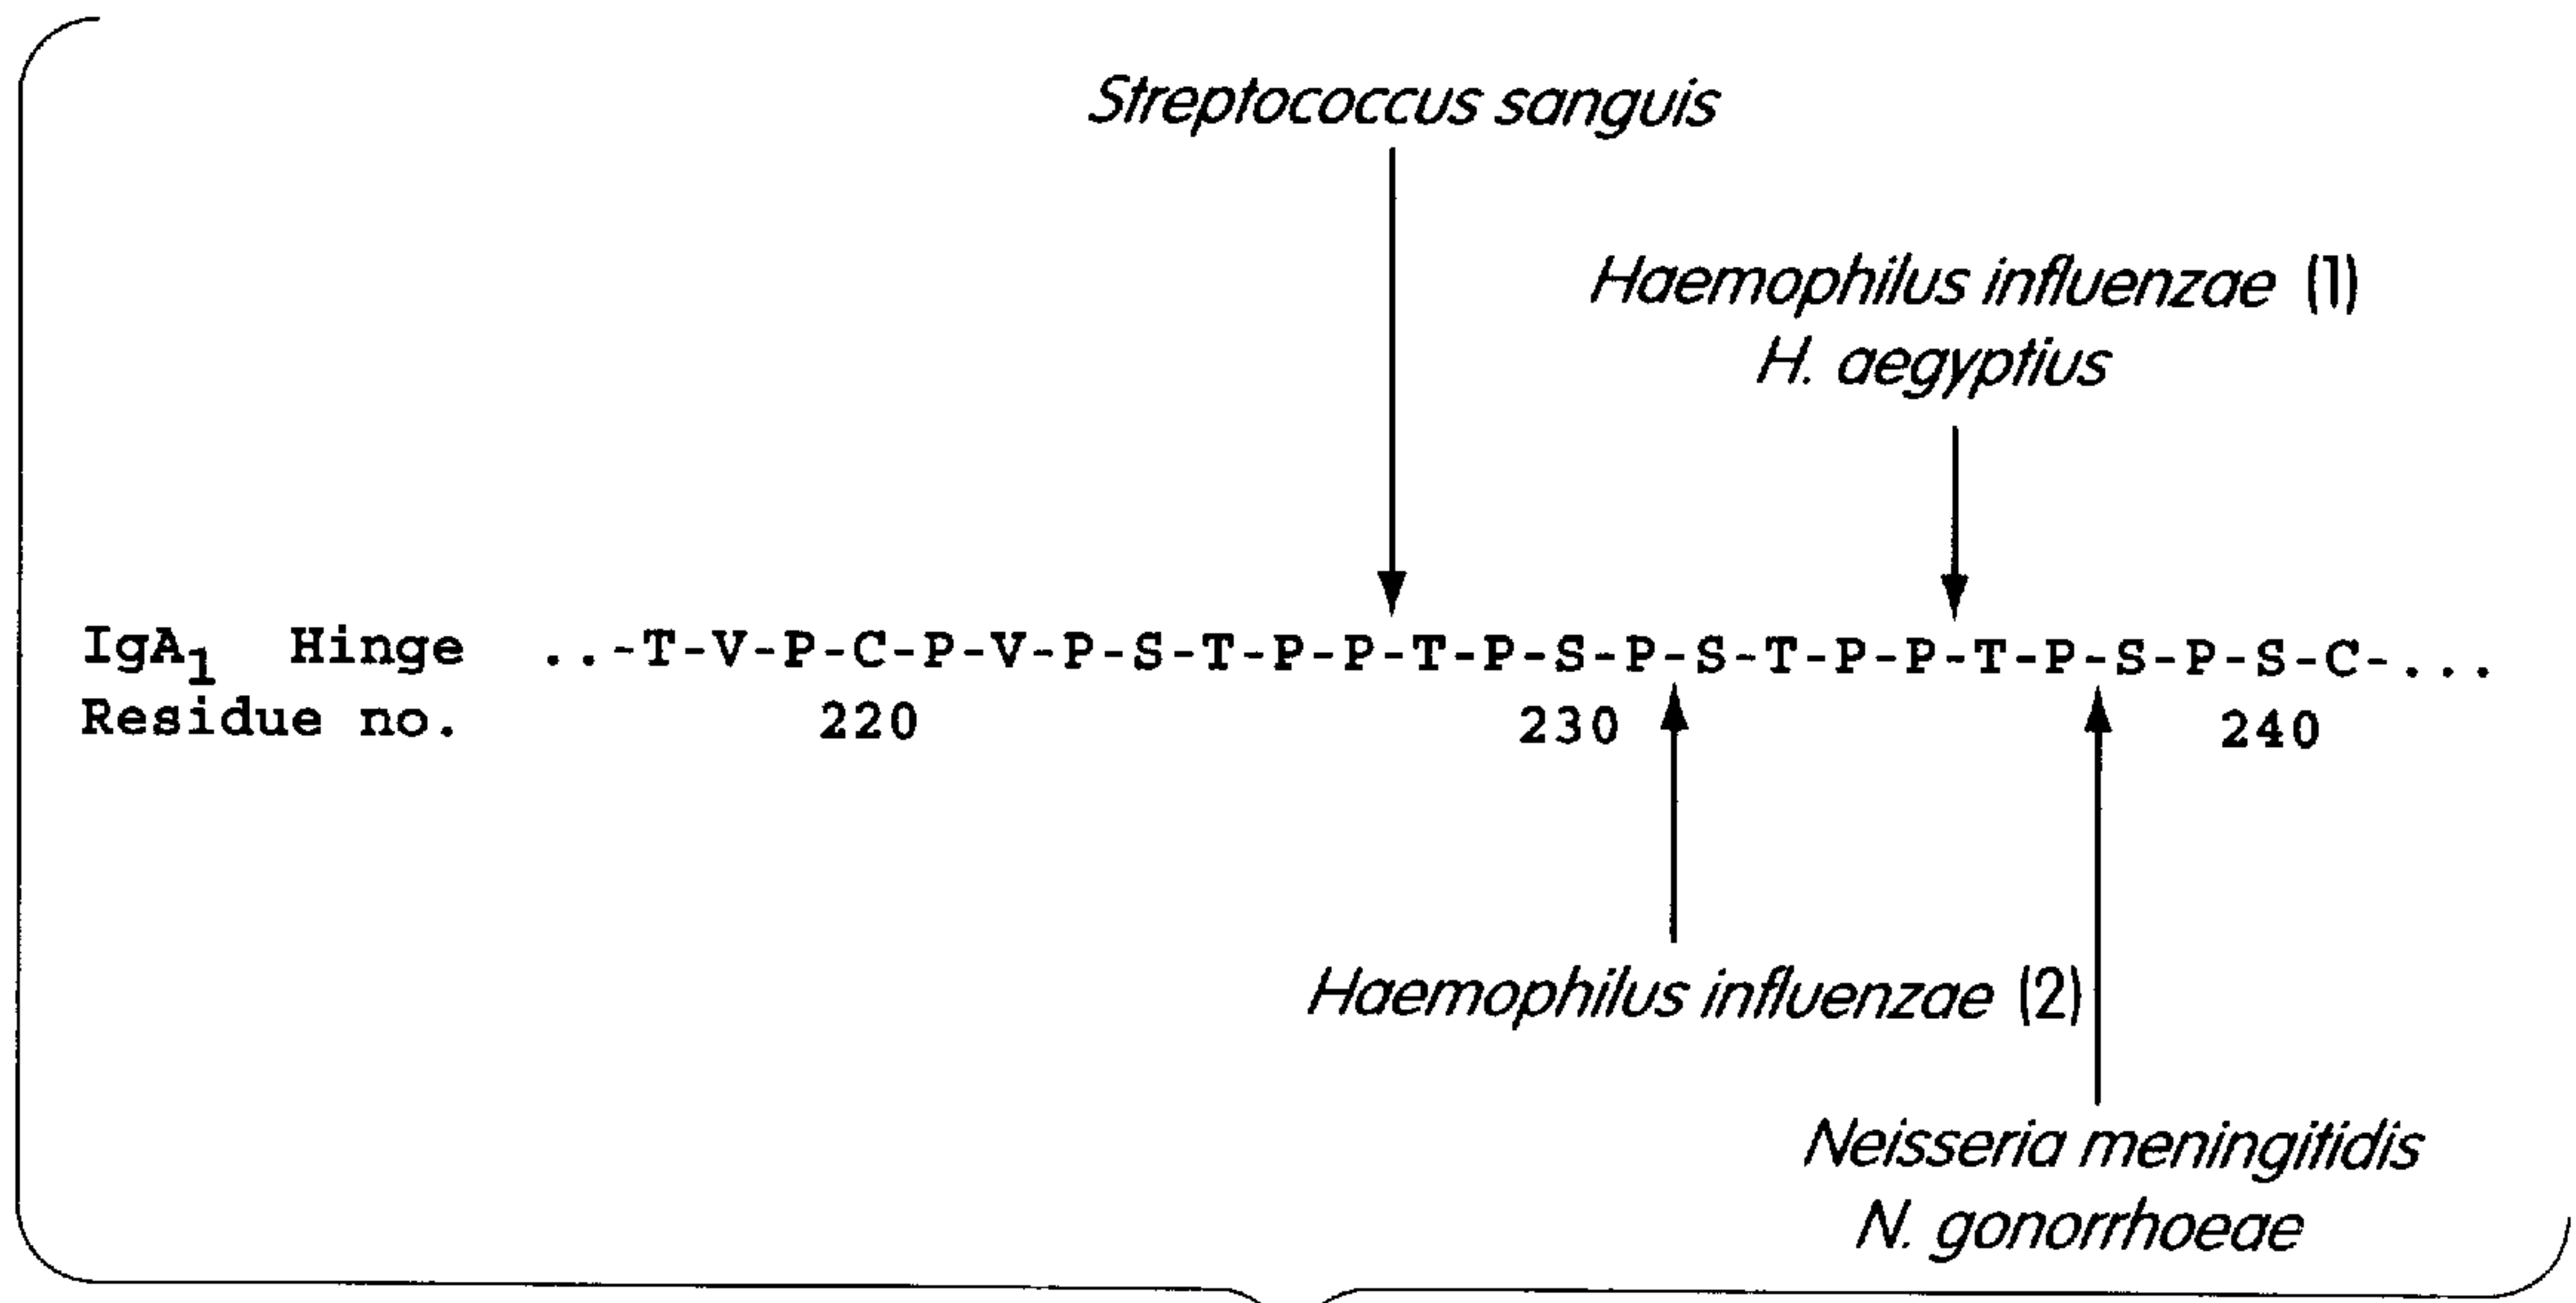 Streptococcus sanguis
Haemophilus influenzae (1)
H. aegyptius
IgA1 Hinge ..-T-V-P-C-P-V-P-S-T-P-P-T-P-S-P-S-T-P-P-T-P-S-P-S-C-...
Residue no. 220 230 240
Haemophilus influenzae (2)
Neisseria meningitidis
N. gonorrhoeae